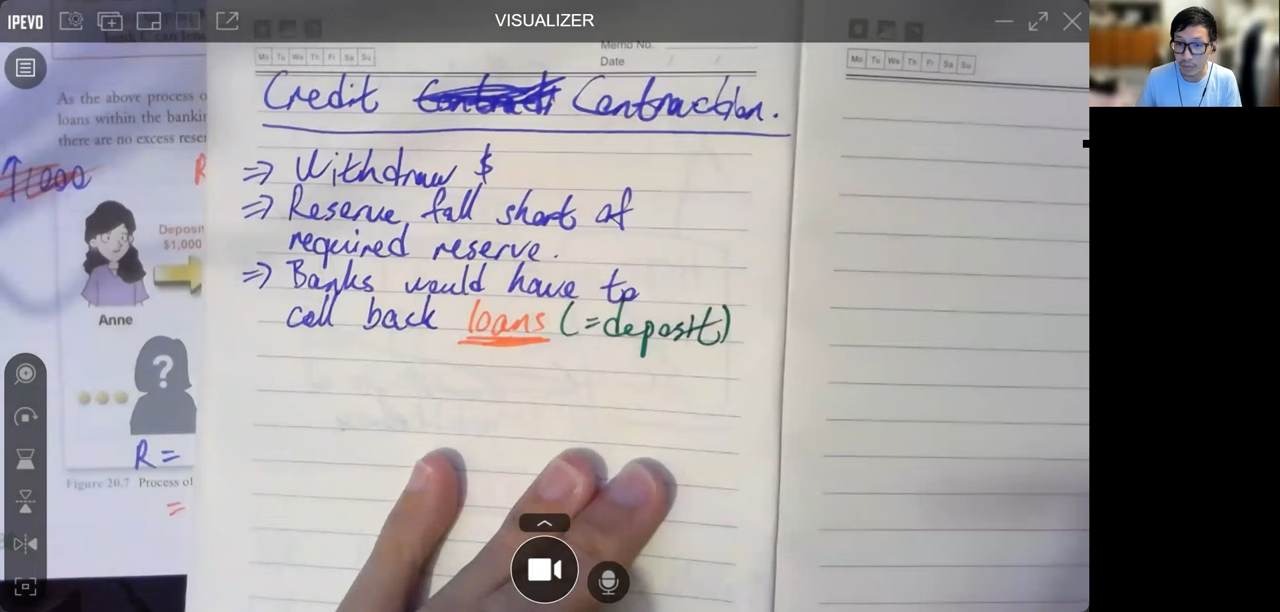 IPEVO
VISUALIZER
Memo No.
Date / /
Mo Tu We Th Fr Sa Su
Mo Tu We Th Fr Sa Su
Credit Contraction.
⇒ Withdraw $
⇒ Reserve fall short of
required reserve.
⇒ Banks would have to
call back loans (=deposit)
As the above process o
loans within the bankin
there are no excess reser
1000
R
Deposit
$1,000
Anne
?
R =
Figure 20.7 Process of
=